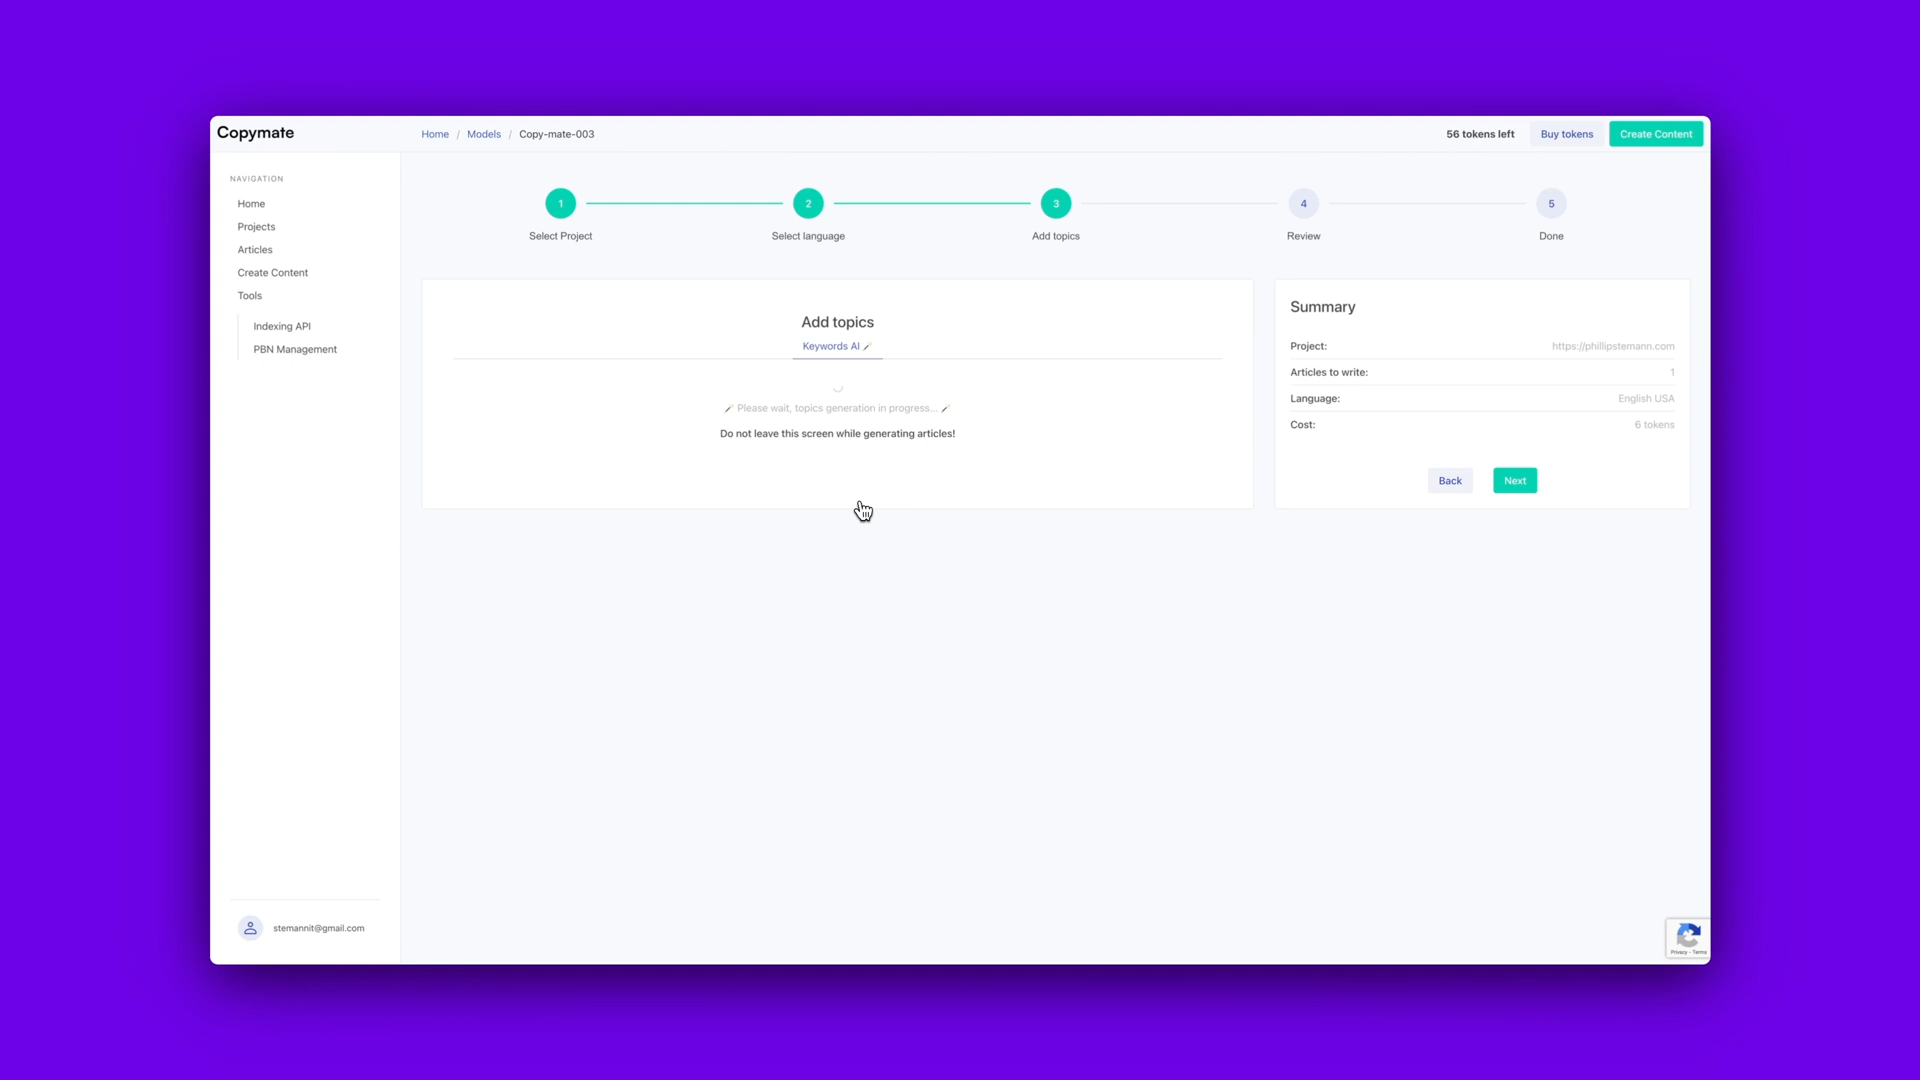 Copymate
Home / Models / Copy-mate-003
56 tokens left
Buy tokens
Create Content
NAVIGATION
Home
Projects
Articles
Create Content
Tools
Indexing API
PBN Management
1
2
3
4
5
Select Project
Select language
Add topics
Review
Done
Add topics
Keywords AI
Please wait, topics generation in progress...
Do not leave this screen while generating articles!
Summary
Project: https://phillipstemann.com
Articles to write: 1
Language: English USA
Cost: 6 tokens
Back
Next
stemannit@gmail.com
Privacy - Terms